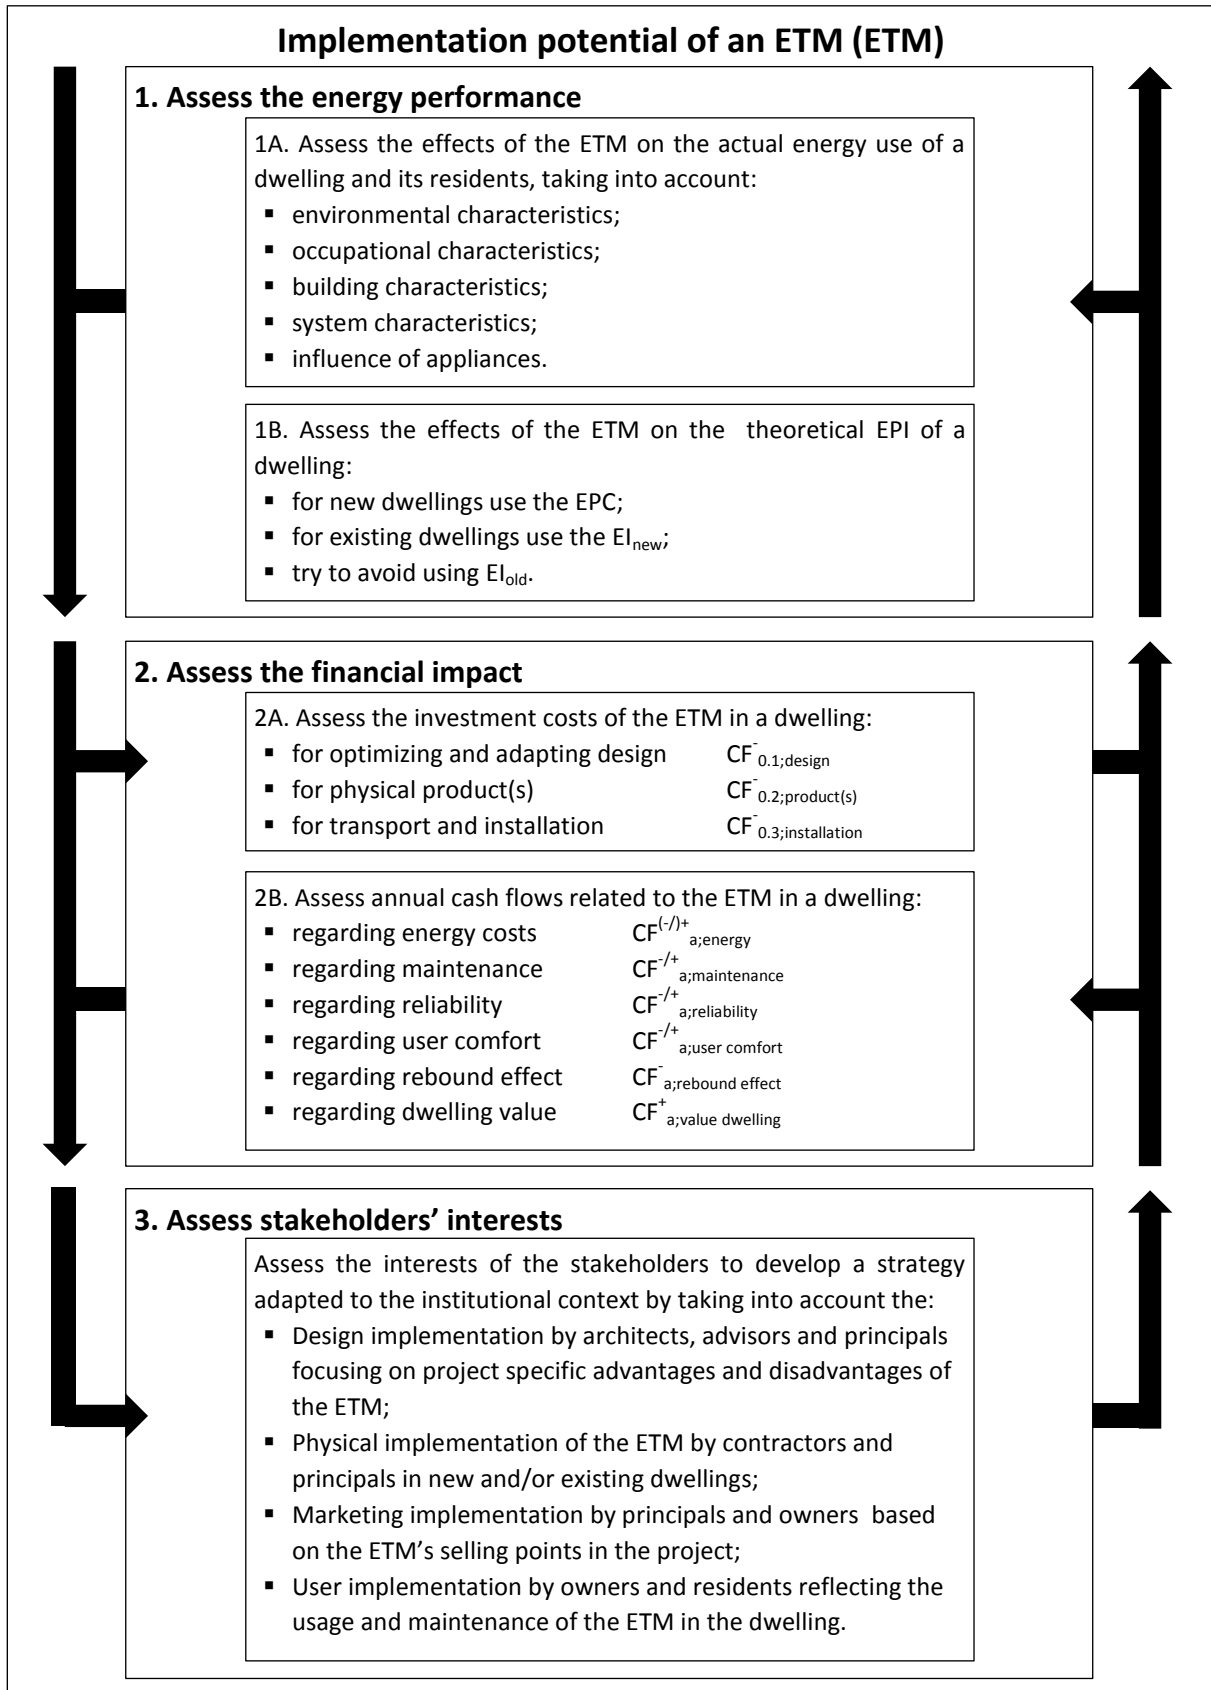 Implementation potential of an ETM (ETM)
1. Assess the energy performance
1A. Assess the effects of the ETM on the actual energy use of a
dwelling and its residents, taking into account:
▪ environmental characteristics;
▪ occupational characteristics;
▪ building characteristics;
▪ system characteristics;
▪ influence of appliances.
1B. Assess the effects of the ETM on the theoretical EPI of a
dwelling:
▪ for new dwellings use the EPC;
▪ for existing dwellings use the EI_new;
▪ try to avoid using EI_old.
2. Assess the financial impact
2A. Assess the investment costs of the ETM in a dwelling:
▪ for optimizing and adapting design CF^-_0.1;design
▪ for physical product(s) CF^-_0.2;product(s)
▪ for transport and installation CF^-_0.3;installation
2B. Assess annual cash flows related to the ETM in a dwelling:
▪ regarding energy costs CF^(-/)+_a;energy
▪ regarding maintenance CF^-/+_a;maintenance
▪ regarding reliability CF^-/+_a;reliability
▪ regarding user comfort CF^-/+_a;user comfort
▪ regarding rebound effect CF^-_a;rebound effect
▪ regarding dwelling value CF^+_a;value dwelling
3. Assess stakeholders’ interests
Assess the interests of the stakeholders to develop a strategy
adapted to the institutional context by taking into account the:
▪ Design implementation by architects, advisors and principals
focusing on project specific advantages and disadvantages of
the ETM;
▪ Physical implementation of the ETM by contractors and
principals in new and/or existing dwellings;
▪ Marketing implementation by principals and owners based
on the ETM’s selling points in the project;
▪ User implementation by owners and residents reflecting the
usage and maintenance of the ETM in the dwelling.